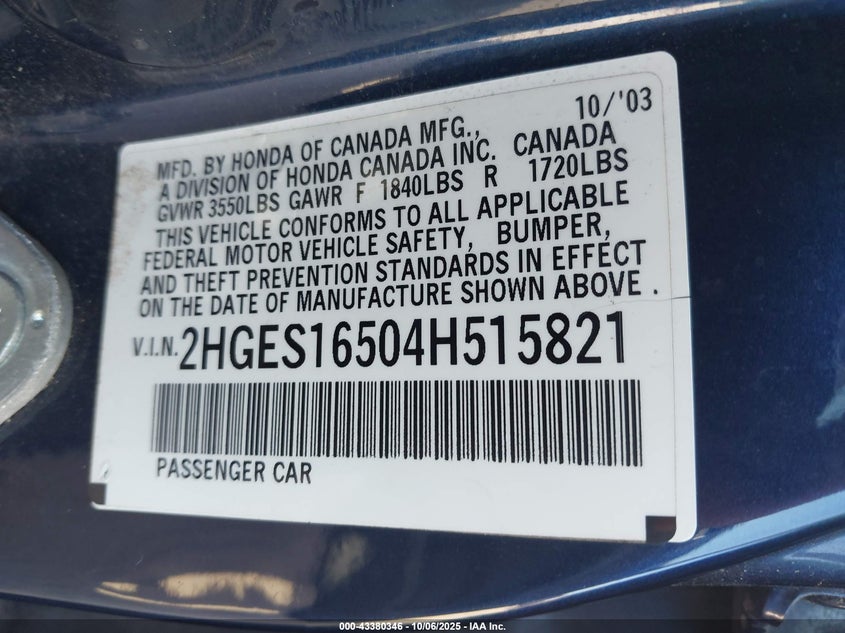 10/'03
MFD. BY HONDA OF CANADA MFG., CANADA
A DIVISION OF HONDA CANADA INC.
GVWR 3550LBS GAWR F 1840LBS R 1720LBS
THIS VEHICLE CONFORMS TO ALL APPLICABLE
FEDERAL MOTOR VEHICLE SAFETY, BUMPER,
AND THEFT PREVENTION STANDARDS IN EFFECT
ON THE DATE OF MANUFACTURE SHOWN ABOVE .
V.I.N. 2HGES16504H515821
PASSENGER CAR
000-43380346 - 10/06/2025 - IAA Inc.